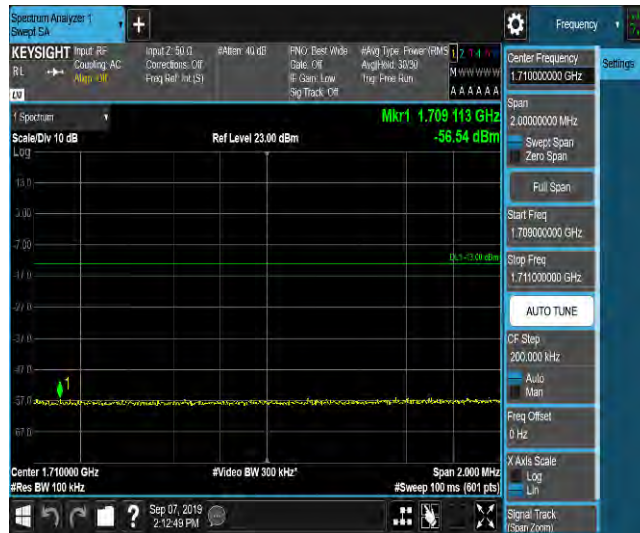 Spectrum Analyzer 1
Swept SA
Frequency
KEYSIGHT
RL
Input: RF
Coupling: AC
Align: Off
Input Z: 50 Ω
Corrections: Off
Freq Ref: Int (S)
#Atten: 40 dB
PNO: Best Wide
Gate: Off
IF Gain: Low
Sig Track: Off
#Avg Type: Power (RMS
Avg|Hold: 30/30
Trig: Free Run
M W W W W W
A A A A A A
LM
1 Spectrum
Scale/Div 10 dB
Log
Ref Level 23.00 dBm
Mkr1 1.709 113 GHz
-56.54 dBm
13.0
3.00
-7.00
DL1 -13.00 dBm
-17.0
-27.0
-37.0
-47.0
1
-57.0
-67.0
Center 1.710000 GHz
#Video BW 300 kHz*
Span 2.000 MHz
#Res BW 100 kHz
#Sweep 100 ms (601 pts)
Sep 07, 2019
2:12:49 PM
Settings
Center Frequency
1.710000000 GHz
Span
2.00000000 MHz
Swept Span
Zero Span
Full Span
Start Freq
1.709000000 GHz
Stop Freq
1.711000000 GHz
AUTO TUNE
CF Step
200.000 kHz
Auto
Man
Freq Offset
0 Hz
X Axis Scale
Log
Lin
Signal Track
(Span Zoom)